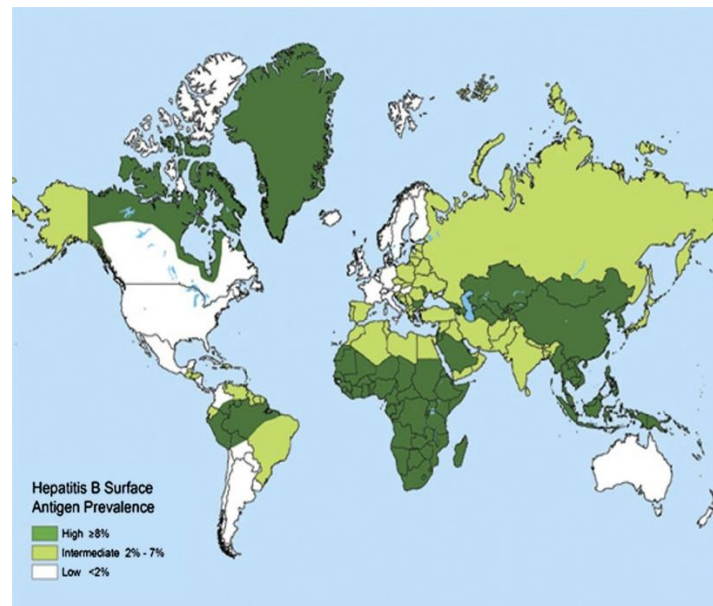 Hepatitis B Surface
Antigen Prevalence
High ≥8%
Intermediate 2% - 7%
Low <2%